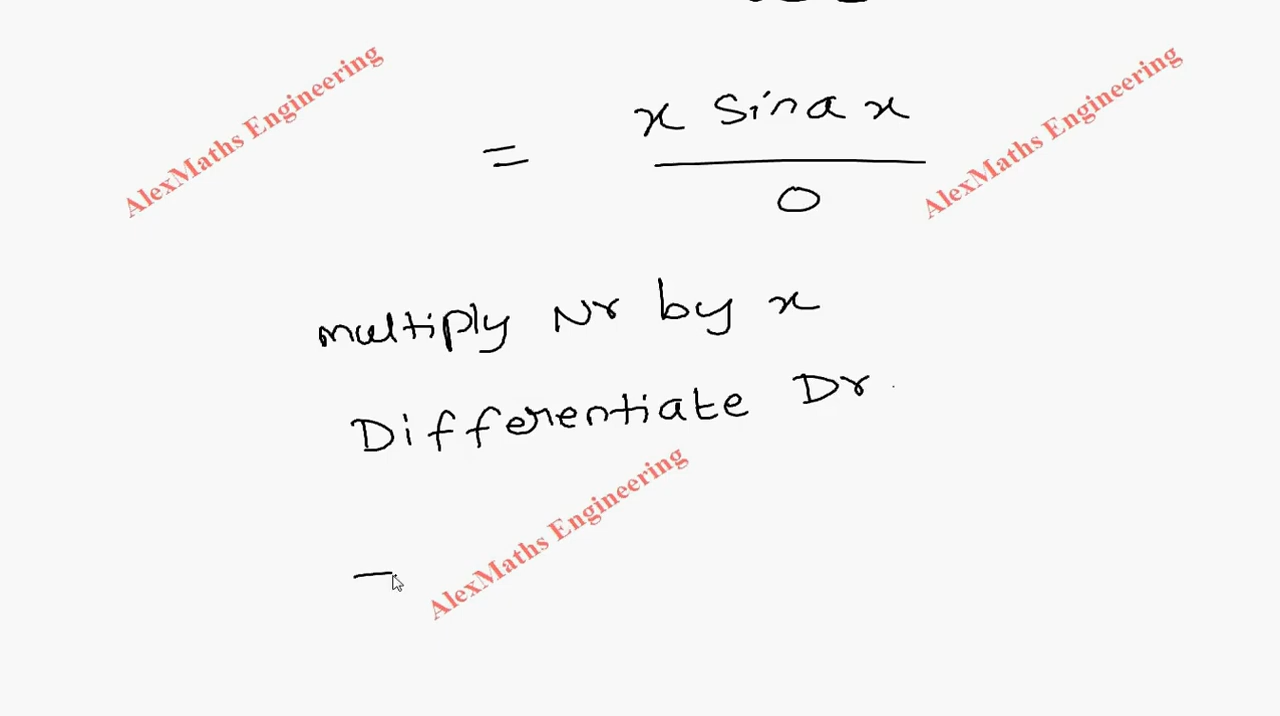 AlexMaths Engineering
AlexMaths Engineering
= x sin a x
0
multiply Nr by x
Differentiate Dr
AlexMaths Engineering